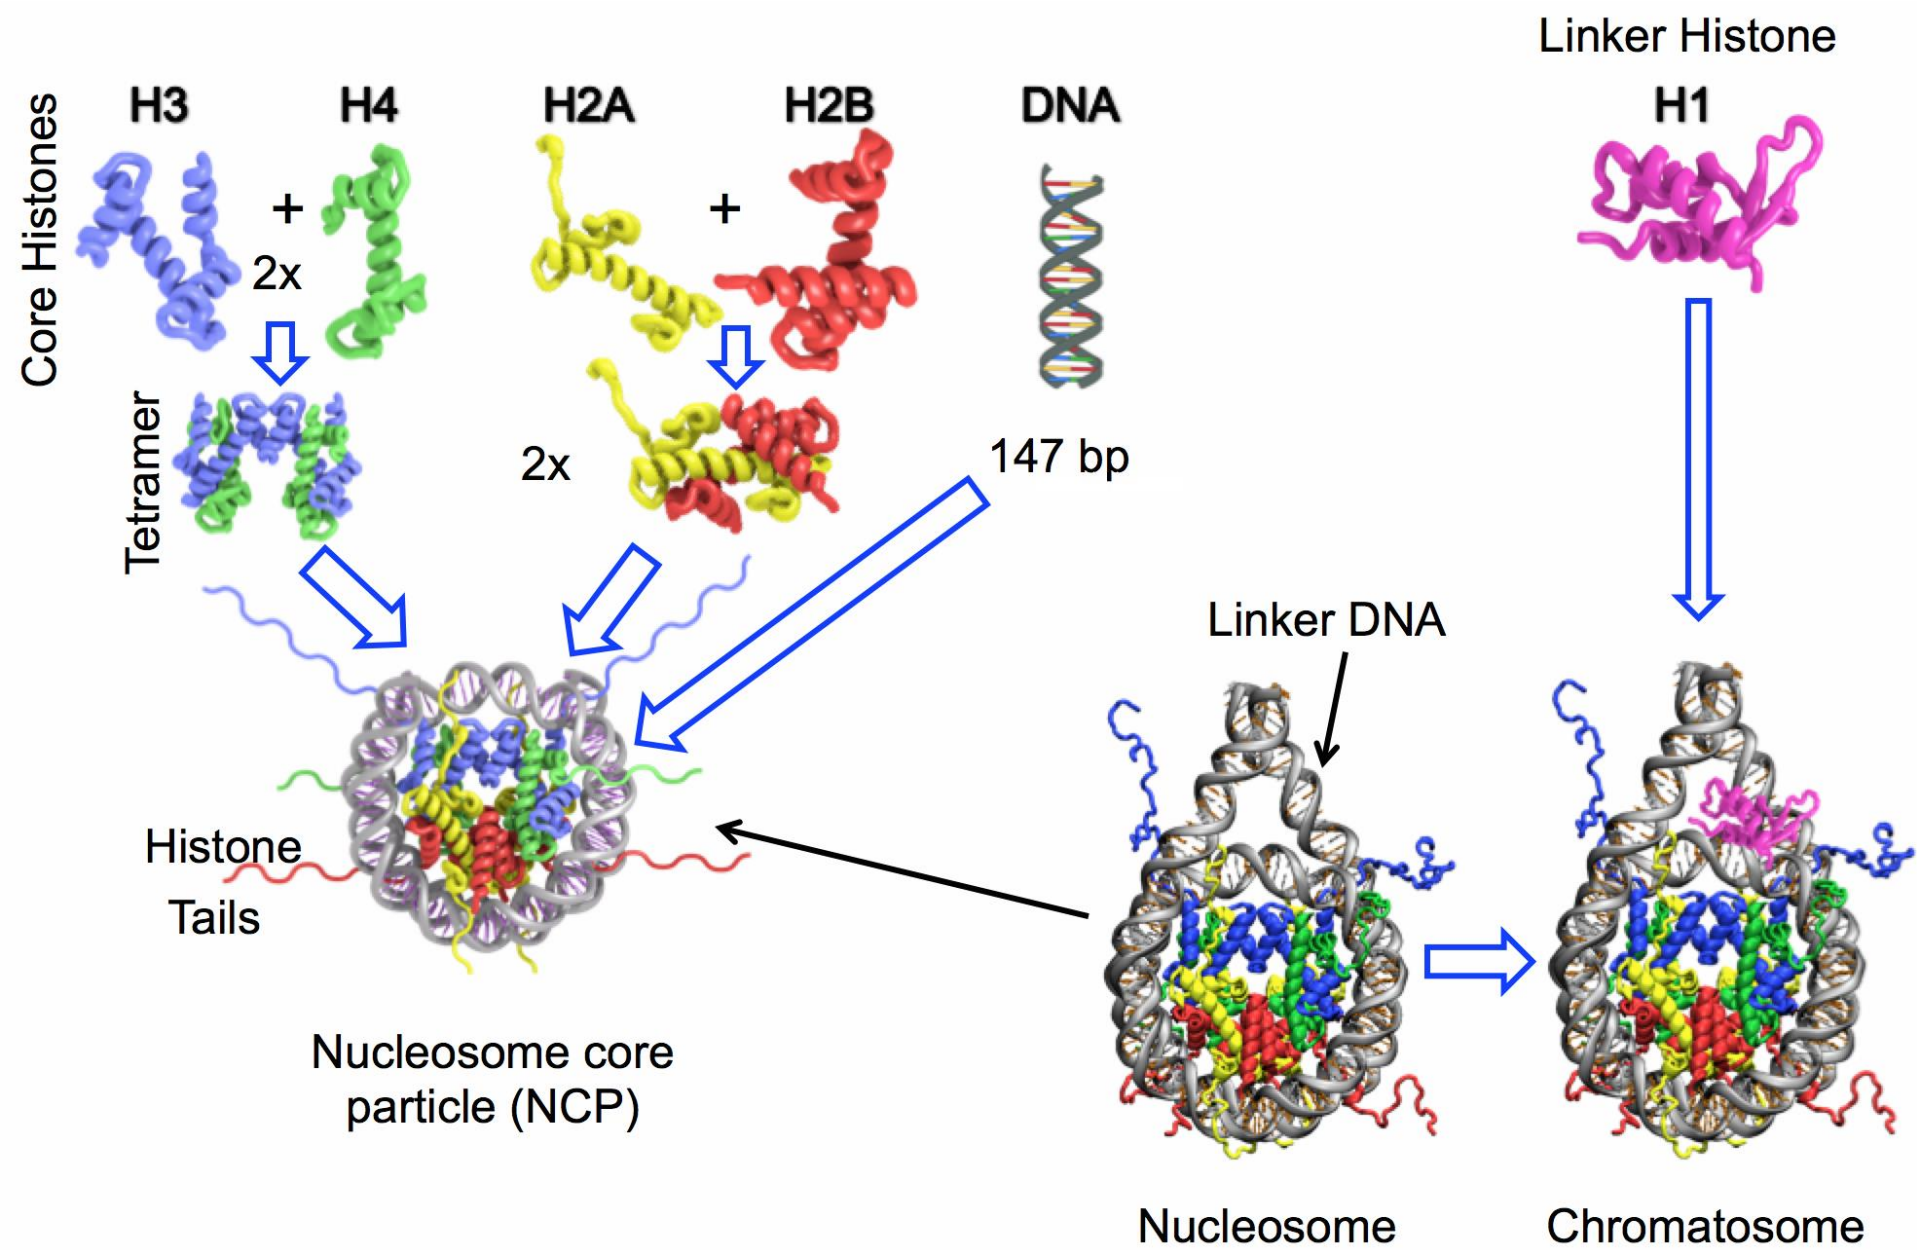 Linker Histone
Core Histones
H3
H4
H2A
H2B
DNA
H1
+
2x
+
Tetramer
2x
147 bp
Linker DNA
Histone
Tails
Nucleosome core
particle (NCP)
Nucleosome
Chromatosome